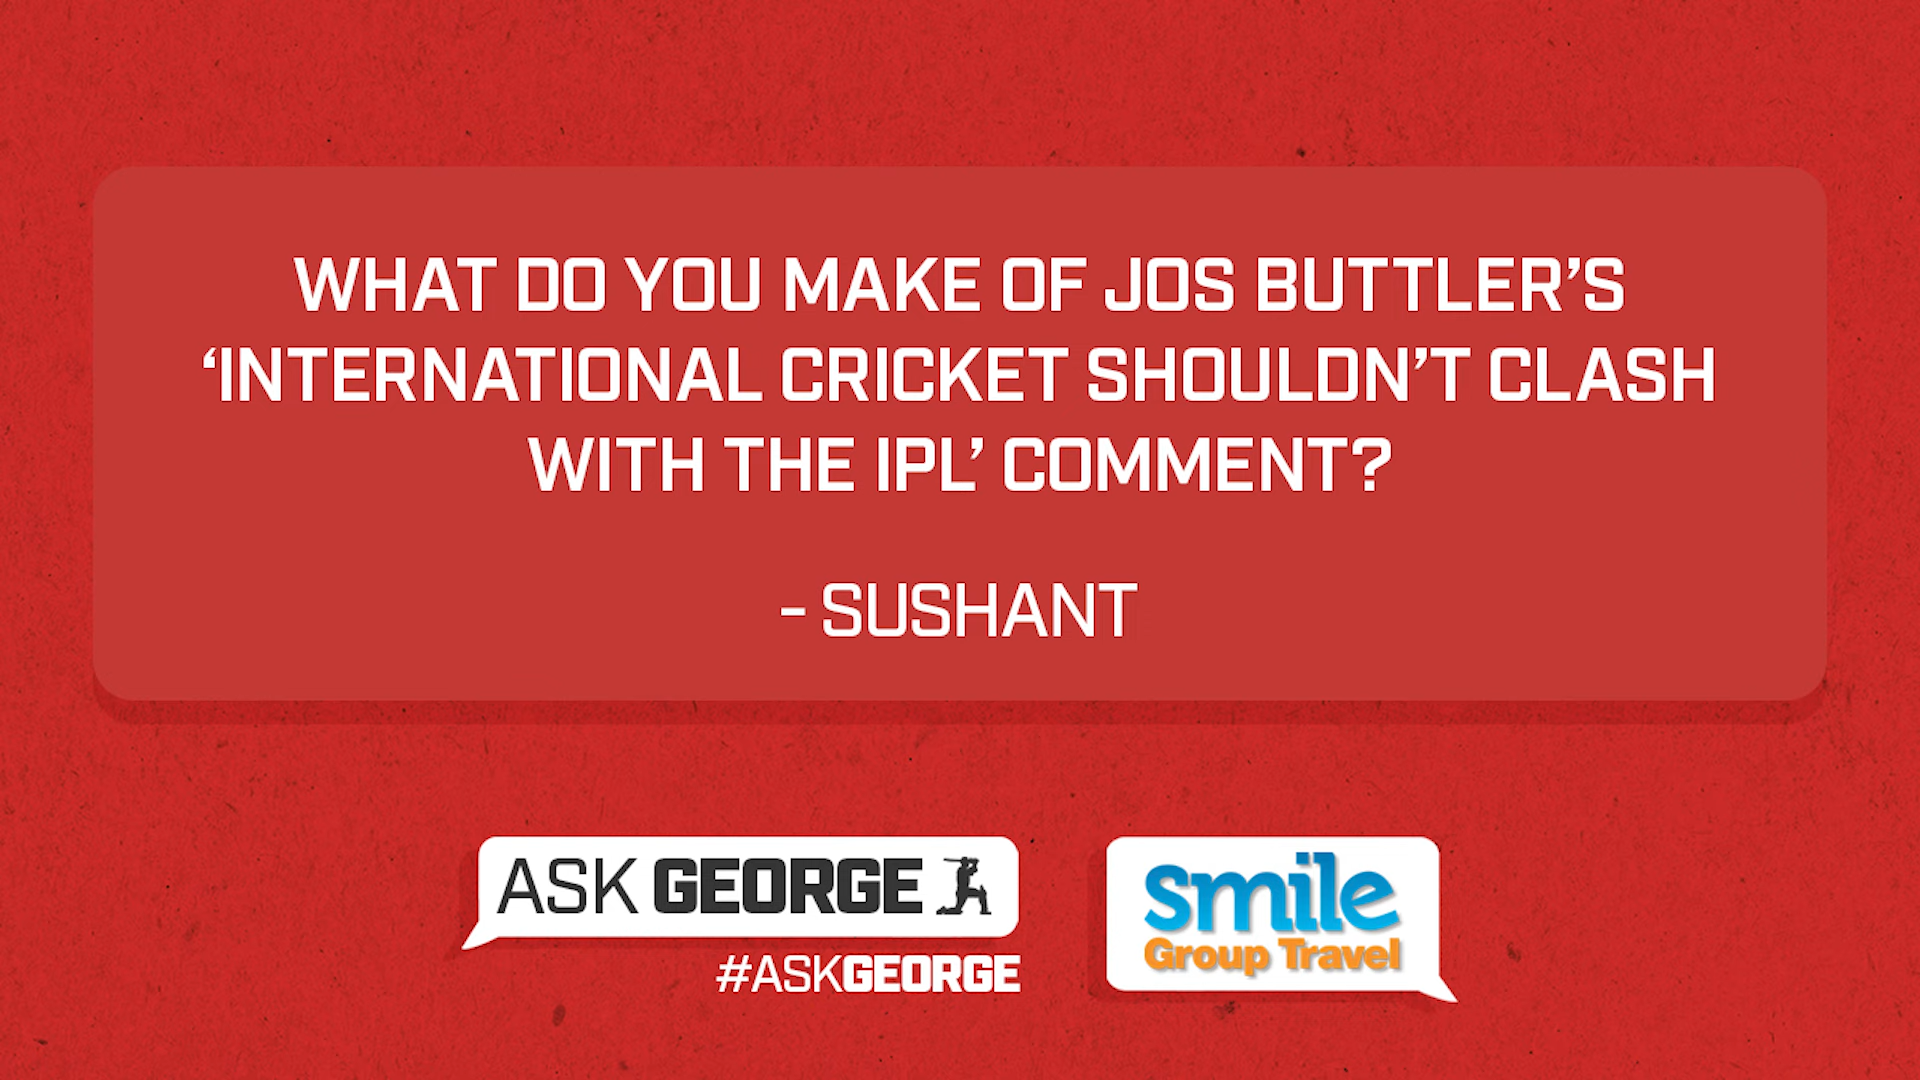 WHAT DO YOU MAKE OF JOS BUTTLER’S
‘INTERNATIONAL CRICKET SHOULDN’T CLASH
WITH THE IPL’ COMMENT?
- SUSHANT
ASK GEORGE
#ASKGEORGE
smile
Group Travel